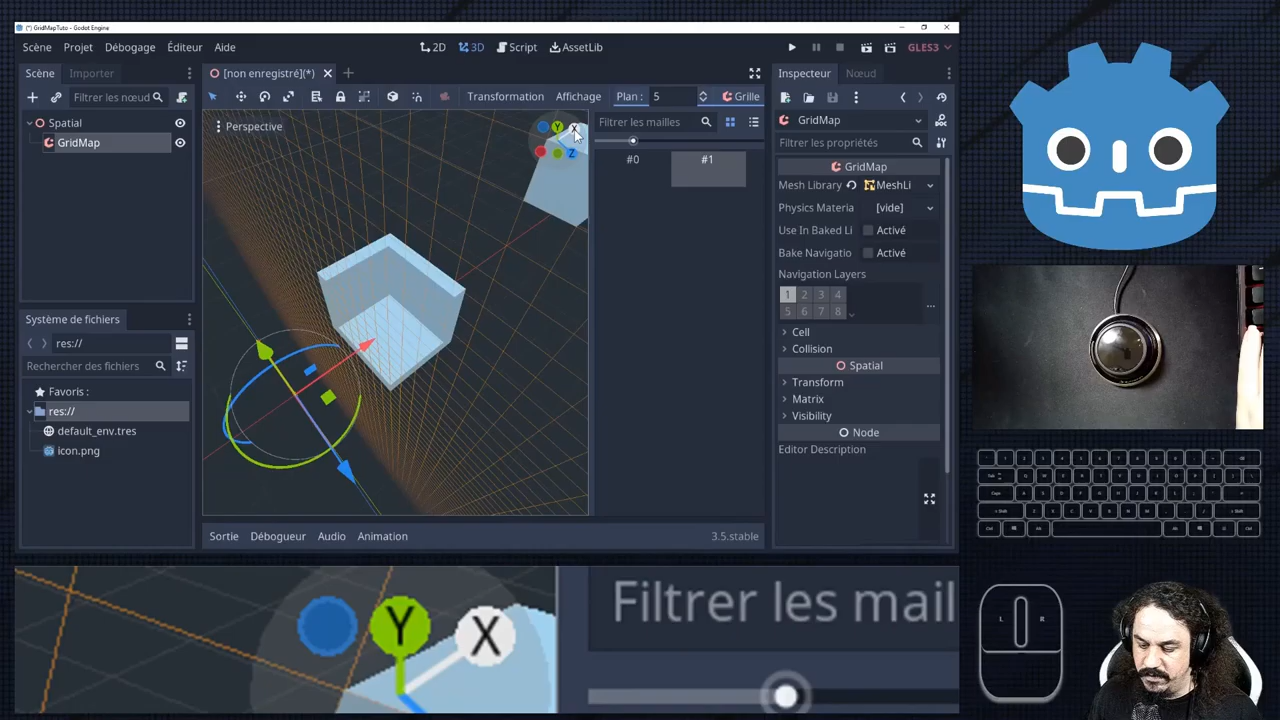 (*) GridMapTuto - Godot Engine
Scène Projet Débogage Éditeur Aide
2D 3D Script AssetLib
GLES3
Scène Importer
[non enregistré](*)
Inspecteur Nœud
Filtrer les nœud
Transformation Affichage Plan : 5 Grille
Spatial
GridMap
Perspective
Y X
Z
Filtrer les mailles
#0 #1
GridMap
Filtrer les propriétés
GridMap
Mesh Library MeshLi
Physics Materia [vide]
Use In Baked Li Activé
Bake Navigatio Activé
Navigation Layers
1 2 3 4
5 6 7 8
Cell
Collision
Spatial
Transform
Matrix
Visibility
Node
Editor Description
Système de fichiers
res://
Rechercher des fichiers
Favoris :
res://
default_env.tres
icon.png
Sortie Débogueur Audio Animation 3.5.stable
Y X
Filtrer les mail
L R